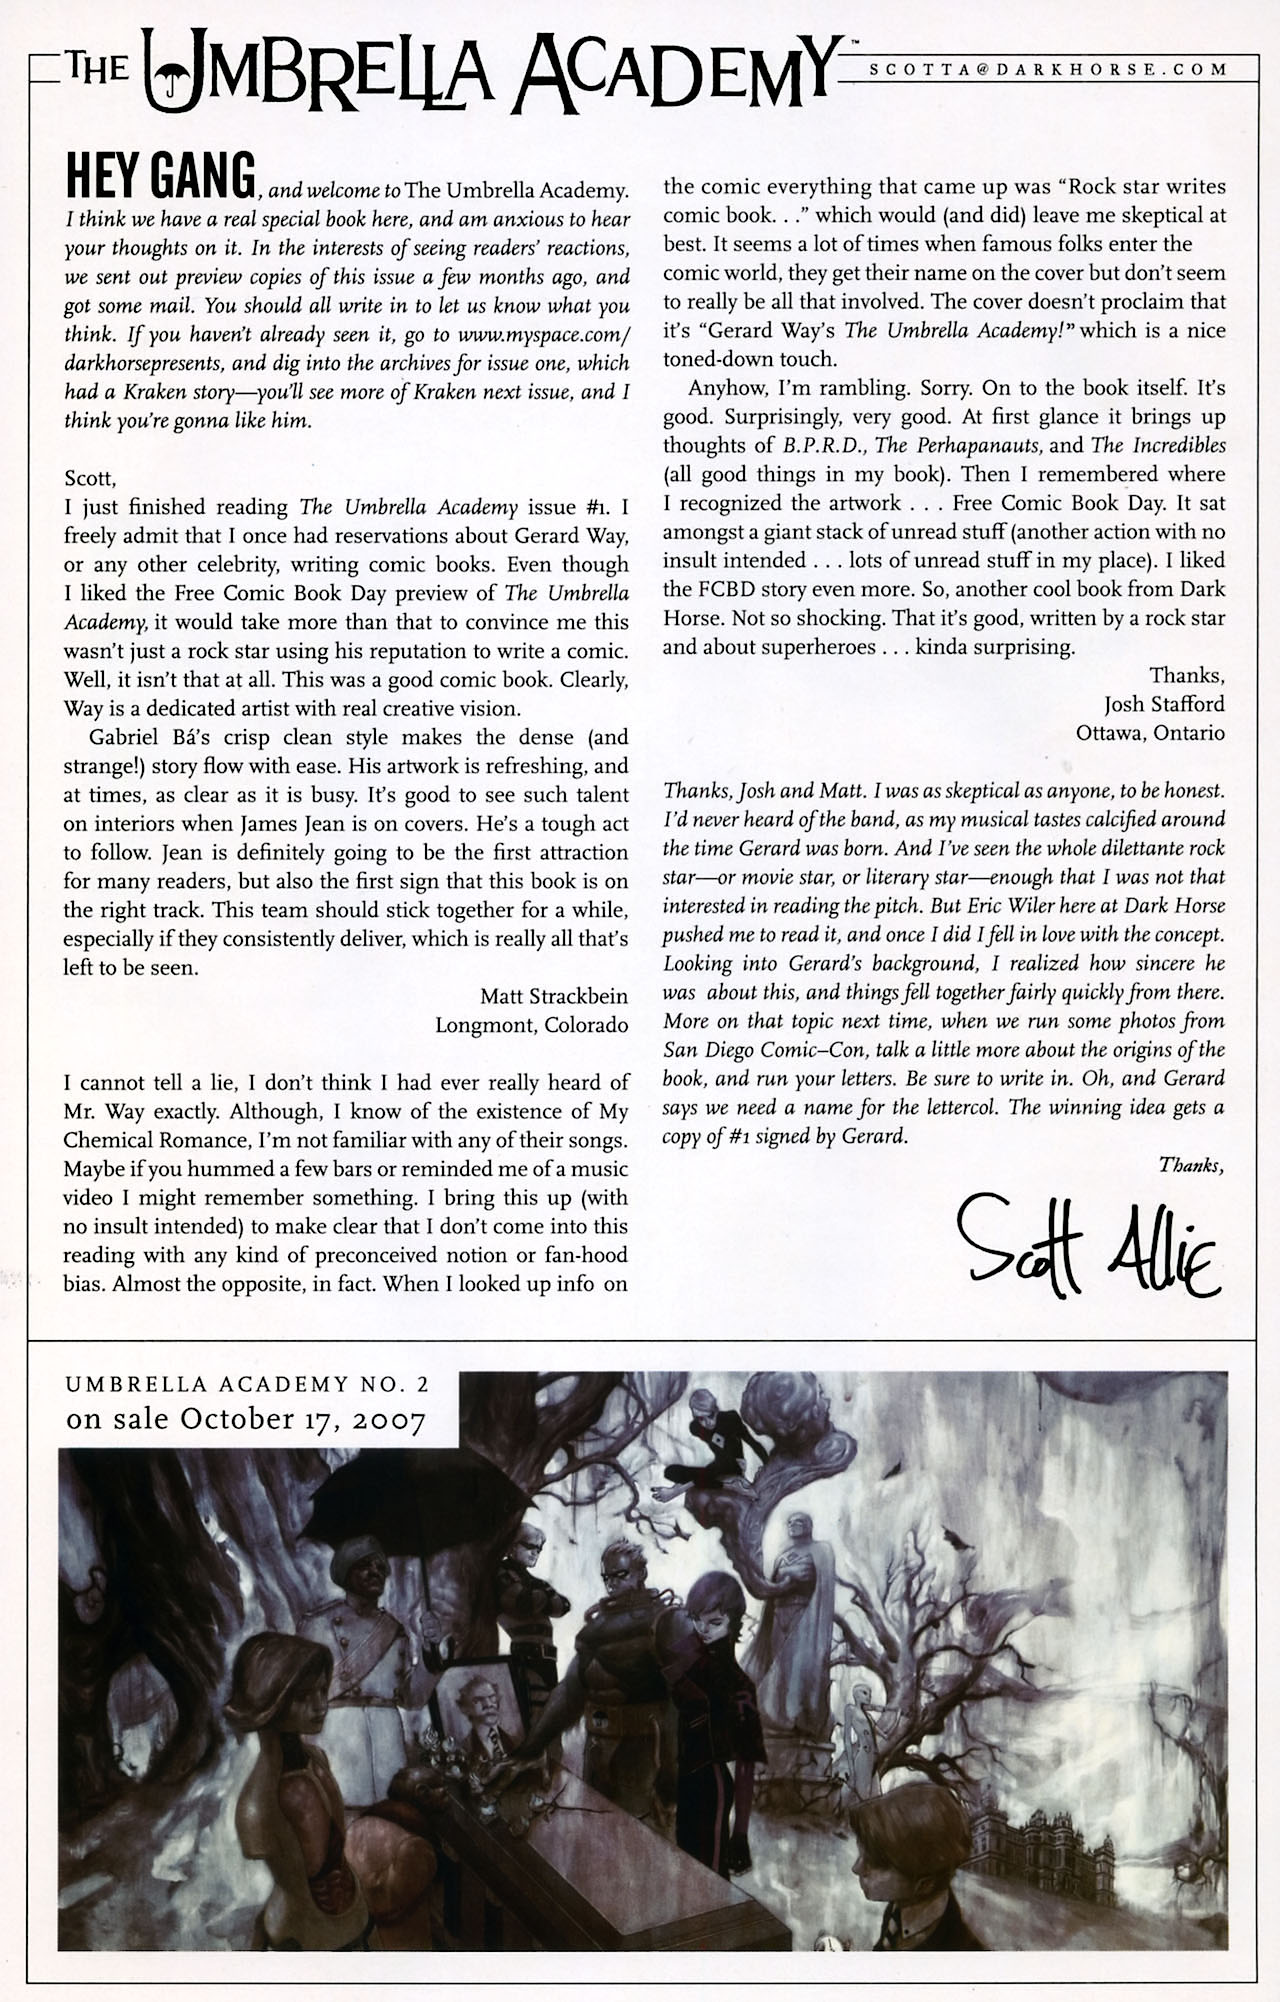 THE UMBRELLA ACADEMY™
SCOTTA@DARKHORSE.COM
HEY GANG, and welcome to The Umbrella Academy.
I think we have a real special book here, and am anxious to hear
your thoughts on it. In the interests of seeing readers' reactions,
we sent out preview copies of this issue a few months ago, and
got some mail. You should all write in to let us know what you
think. If you haven't already seen it, go to www.myspace.com/
darkhorsepresents, and dig into the archives for issue one, which
had a Kraken story—you'll see more of Kraken next issue, and I
think you're gonna like him.
Scott,
I just finished reading The Umbrella Academy issue #1. I
freely admit that I once had reservations about Gerard Way,
or any other celebrity, writing comic books. Even though
I liked the Free Comic Book Day preview of The Umbrella
Academy, it would take more than that to convince me this
wasn't just a rock star using his reputation to write a comic.
Well, it isn't that at all. This was a good comic book. Clearly,
Way is a dedicated artist with real creative vision.
Gabriel Bá's crisp clean style makes the dense (and
strange!) story flow with ease. His artwork is refreshing, and
at times, as clear as it is busy. It's good to see such talent
on interiors when James Jean is on covers. He's a tough act
to follow. Jean is definitely going to be the first attraction
for many readers, but also the first sign that this book is on
the right track. This team should stick together for a while,
especially if they consistently deliver, which is really all that's
left to be seen.
Matt Strackbein
Longmont, Colorado
I cannot tell a lie, I don't think I had ever really heard of
Mr. Way exactly. Although, I know of the existence of My
Chemical Romance, I'm not familiar with any of their songs.
Maybe if you hummed a few bars or reminded me of a music
video I might remember something. I bring this up (with
no insult intended) to make clear that I don't come into this
reading with any kind of preconceived notion or fan-hood
bias. Almost the opposite, in fact. When I looked up info on
the comic everything that came up was “Rock star writes
comic book. . .” which would (and did) leave me skeptical at
best. It seems a lot of times when famous folks enter the
comic world, they get their name on the cover but don't seem
to really be all that involved. The cover doesn't proclaim that
it's “Gerard Way's The Umbrella Academy!” which is a nice
toned-down touch.
Anyhow, I'm rambling. Sorry. On to the book itself. It's
good. Surprisingly, very good. At first glance it brings up
thoughts of B.P.R.D., The Perhapanauts, and The Incredibles
(all good things in my book). Then I remembered where
I recognized the artwork . . . Free Comic Book Day. It sat
amongst a giant stack of unread stuff (another action with no
insult intended . . . lots of unread stuff in my place). I liked
the FCBD story even more. So, another cool book from Dark
Horse. Not so shocking. That it's good, written by a rock star
and about superheroes . . . kinda surprising.
Thanks,
Josh Stafford
Ottawa, Ontario
Thanks, Josh and Matt. I was as skeptical as anyone, to be honest.
I'd never heard of the band, as my musical tastes calcified around
the time Gerard was born. And I've seen the whole dilettante rock
star—or movie star, or literary star—enough that I was not that
interested in reading the pitch. But Eric Wiler here at Dark Horse
pushed me to read it, and once I did I fell in love with the concept.
Looking into Gerard's background, I realized how sincere he
was about this, and things fell together fairly quickly from there.
More on that topic next time, when we run some photos from
San Diego Comic–Con, talk a little more about the origins of the
book, and run your letters. Be sure to write in. Oh, and Gerard
says we need a name for the lettercol. The winning idea gets a
copy of #1 signed by Gerard.
Thanks,
Scott Allie
UMBRELLA ACADEMY NO. 2
on sale October 17, 2007